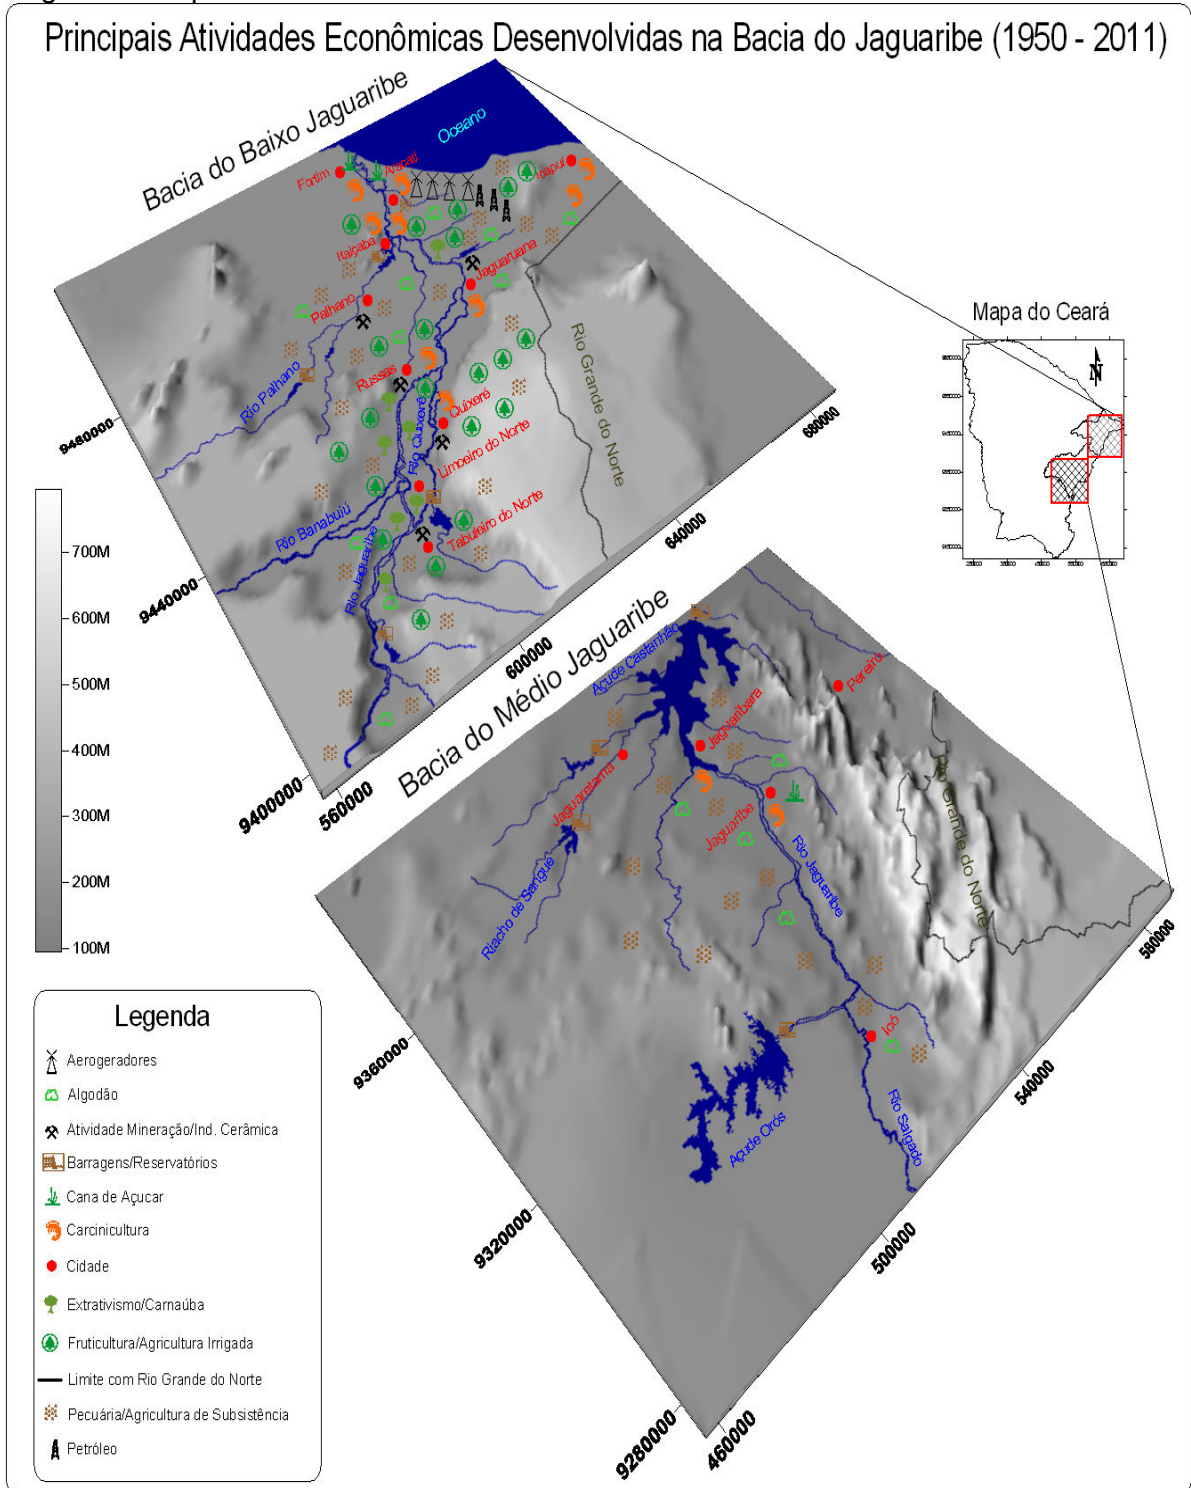 Principais Atividades Econômicas Desenvolvidas na Bacia do Jaguaribe (1950 - 2011)
Bacia do Baixo Jaguaribe
Oceano
Fortim
Aracati
Icapuí
Itaiçaba
Jaguaruana
Palhano
Rio Palhano
Russas
Rio Quixeré
Quixeré
Limoeiro do Norte
Rio Banabuiú
Rio Jaguaribe
Tabuleiro do Norte
Rio Grande do Norte
9480000
9440000
9400000
560000
600000
640000
680000
Mapa do Ceará
N
700M
600M
500M
400M
300M
200M
100M
Bacia do Médio Jaguaribe
Açude Castanhão
Pereiro
Jaguaribara
Jaguaretama
Jaguaribe
Riacho de Sangue
Rio Jaguaribe
Rio Grande do Norte
Icó
Açude Orós
Rio Salgado
9360000
9320000
9280000
460000
500000
540000
580000
Legenda
Aerogeradores
Algodão
Atividade Mineração/Ind. Cerâmica
Barragens/Reservatórios
Cana de Açucar
Carcinicultura
Cidade
Extrativismo/Carnaúba
Fruticultura/Agricultura Irrigada
Limite com Rio Grande do Norte
Pecuária/Agricultura de Subsistência
Petróleo